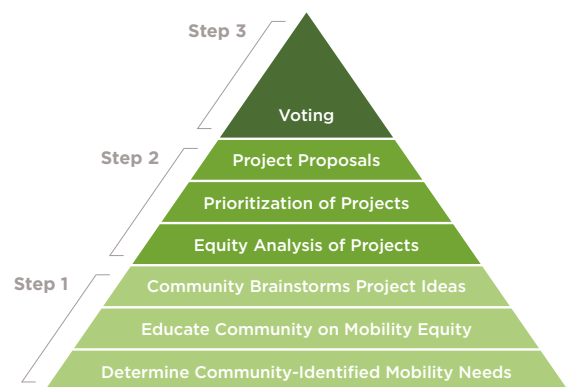 Step 3
Voting
Step 2
Project Proposals
Prioritization of Projects
Equity Analysis of Projects
Step 1
Community Brainstorms Project Ideas
Educate Community on Mobility Equity
Determine Community-Identified Mobility Needs